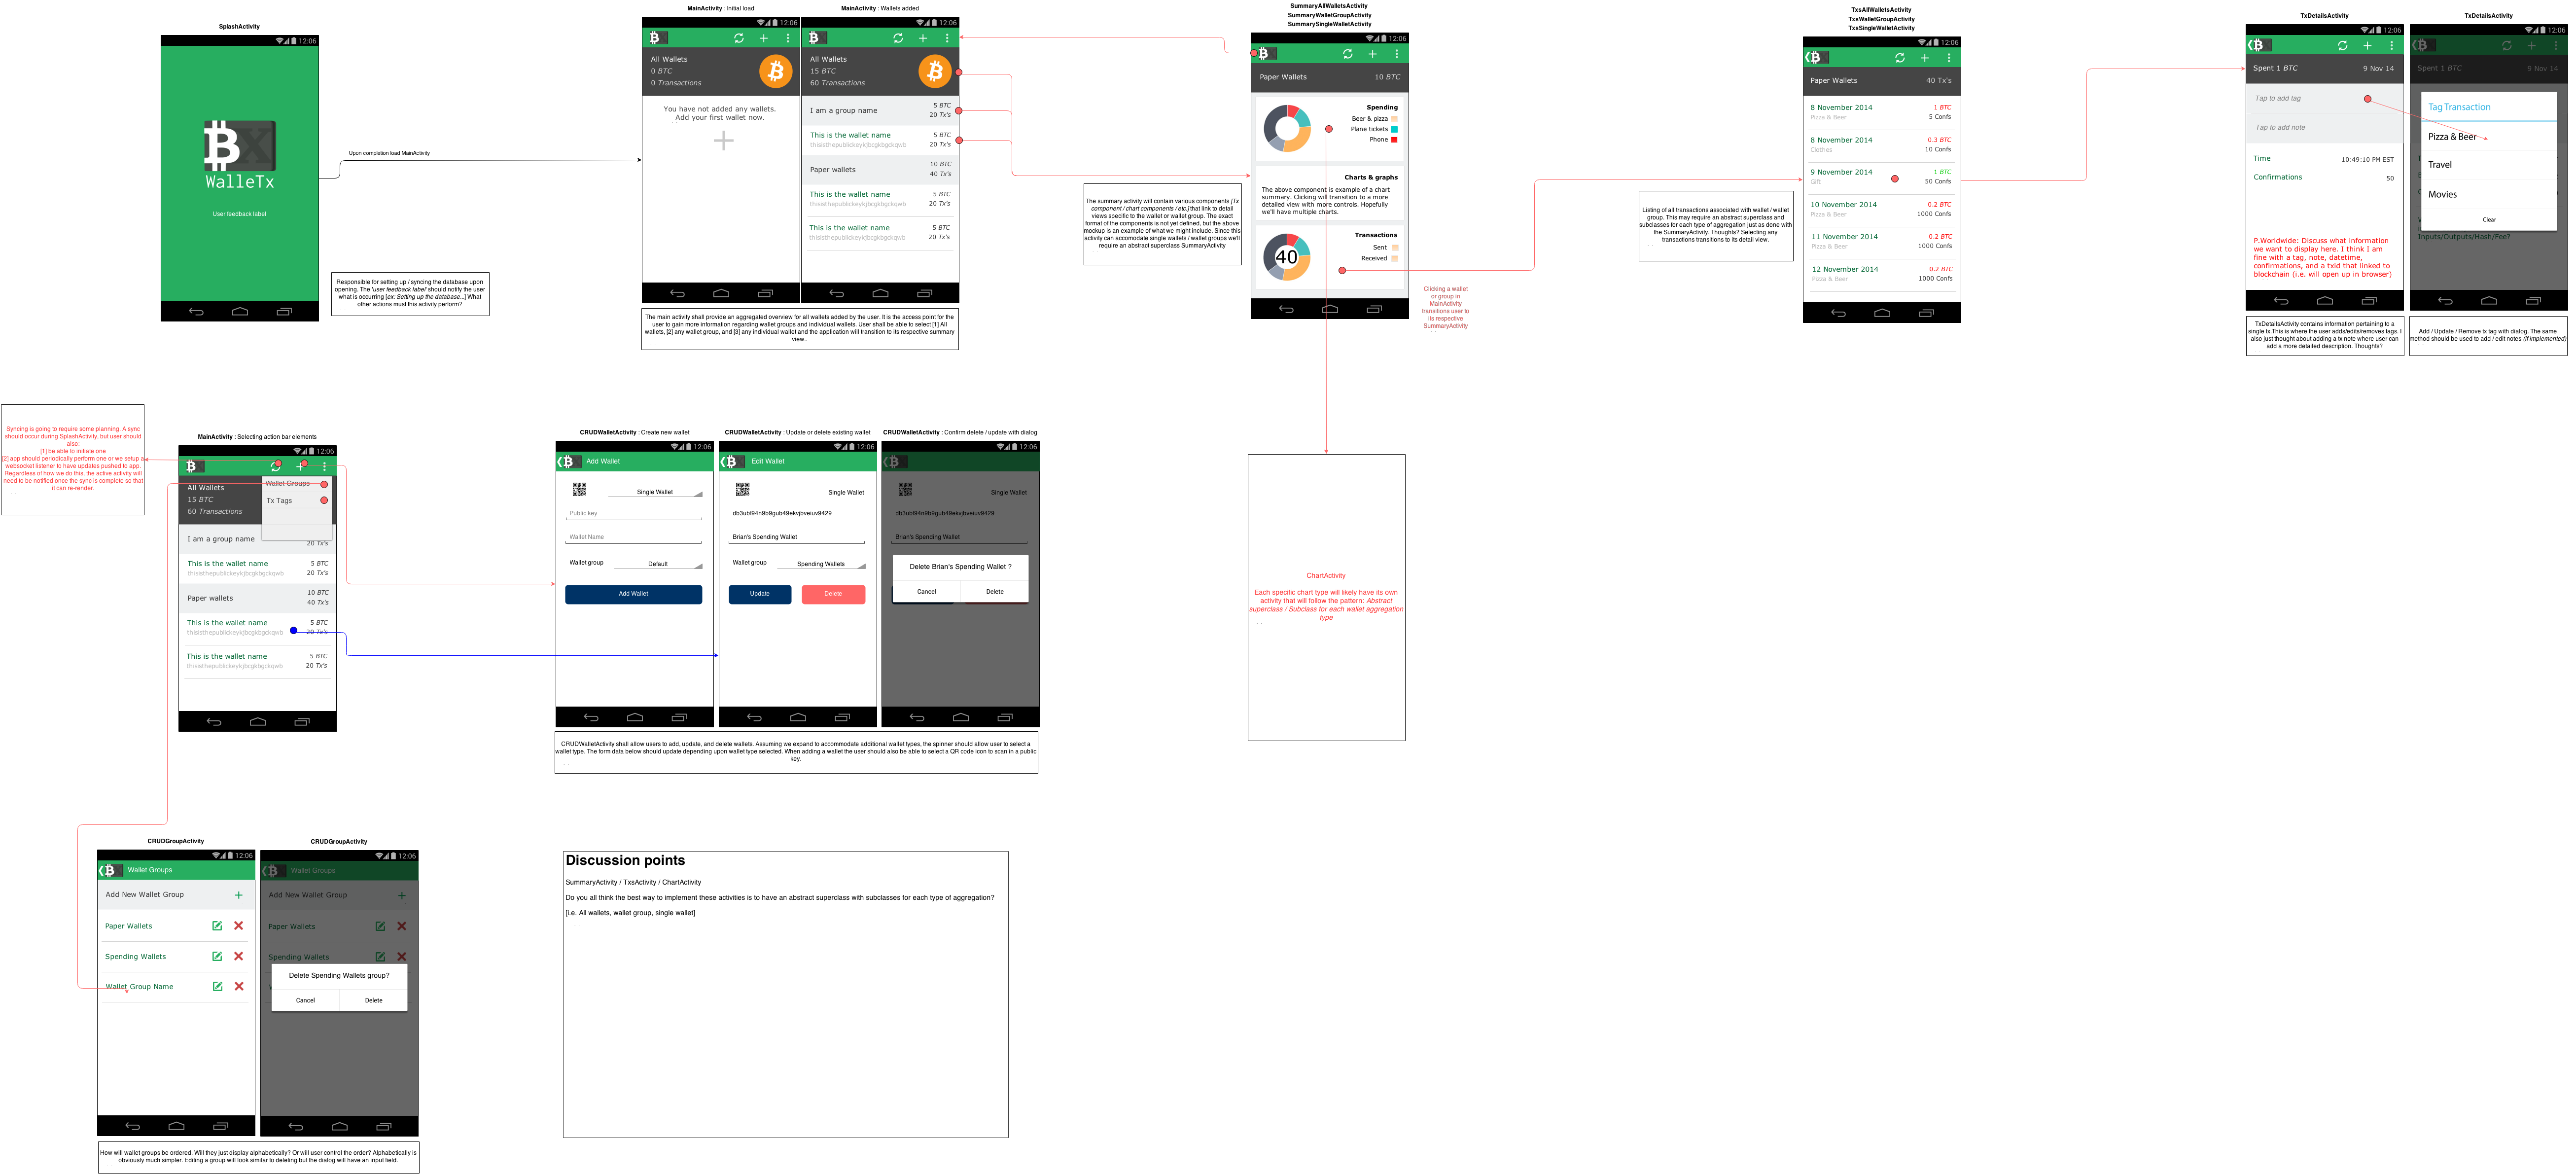 SplashActivity
12:06
WalleTx
User feedback label
Upon completion load MainActivity
Responsible for setting up / syncing the database upon
opening. The 'user feedback label' should notify the user
what is occurring [ex: Setting up the database...] What
other actions must this activity perform?
MainActivity : Initial load
12:06
All Wallets
0 BTC
0 Transactions
You have not added any wallets.
Add your first wallet now.
MainActivity : Wallets added
12:06
All Wallets
15 BTC
60 Transactions
I am a group name
5 BTC
20 Tx's
This is the wallet name
5 BTC
thisisthepublickeykjbcgkbgckqwb
20 Tx's
Paper wallets
10 BTC
40 Tx's
This is the wallet name
5 BTC
thisisthepublickeykjbcgkbgckqwb
20 Tx's
This is the wallet name
5 BTC
thisisthepublickeykjbcgkbgckqwb
20 Tx's
The main activity shall provide an aggregated overview for all wallets added by the user. It is the access point for the
user to gain more information regarding wallet groups and individual wallets. User shall be able to select [1] All
wallets, [2] any wallet group, and [3] any individual wallet and the application will transition to its respective summary
view..
SummaryAllWalletsActivity
SummaryWalletGroupActivity
SummarySingleWalletActivity
12:06
Paper Wallets 10 BTC
Spending
Beer & pizza
Plane tickets
Phone
Charts & graphs
The above component is example of a chart
summary. Clicking will transition to a more
detailed view with more controls. Hopefully
we'll have multiple charts.
Transactions
40
Sent
Received
The summary activity will contain various components [Tx
component / chart components / etc.] that link to detail
views specific to the wallet or wallet group. The exact
format of the components is not yet defined, but the above
mockup is an example of what we might include. Since this
activity can accomodate single wallets / wallet groups we'll
require an abstract superclass SummaryActivity
Clicking a wallet
or group in
MainActivity
transitions user to
its respective
SummaryActivity
TxsAllWalletsActivity
TxsWalletGroupActivity
TxsSingleWalletActivity
12:06
Paper Wallets 40 Tx's
8 November 2014 1 BTC
Pizza & Beer 5 Confs
8 November 2014 0.3 BTC
Clothes 10 Confs
9 November 2014 1 BTC
Gift 50 Confs
10 November 2014 0.2 BTC
Pizza & Beer 1000 Confs
11 November 2014 0.2 BTC
Pizza & Beer 1000 Confs
12 November 2014 0.2 BTC
Pizza & Beer 1000 Confs
Listing of all transactions associated with wallet / wallet
group. This may require an abstract superclass and
subclasses for each type of aggregation just as done with
the SummaryActivity. Thoughts? Selecting any
transactions transitions to its detail view.
TxDetailsActivity
12:06
Spent 1 BTC 9 Nov 14
Tap to add tag
Tap to add note
Time 10:49:10 PM EST
Confirmations 50
P.Worldwide: Discuss what information
we want to display here. I think I am
fine with a tag, note, datetime,
confirmations, and a txid that linked to
blockchain (i.e. will open up in browser)
TxDetailsActivity contains information pertaining to a
single tx.This is where the user adds/edits/removes tags. I
also just thought about adding a tx note where user can
add a more detailed description. Thoughts?
TxDetailsActivity
12:06
Spent 1 BTC 9 Nov 14
Tag Transaction
Pizza & Beer
Travel
Movies
Clear
Inputs/Outputs/Hash/Fee?
Add / Update / Remove tx tag with dialog. The same
method should be used to add / edit notes (if implemented)
Syncing is going to require some planning. A sync
should occur during SplashActivity, but user should
also:
[1] be able to initiate one
[2] app should periodically perform one or we setup a
websocket listener to have updates pushed to app.
Regardless of how we do this, the active activity will
need to be notified once the sync is complete so that
it can re-render.
MainActivity : Selecting action bar elements
12:06
All Wallets
15 BTC
60 Transactions
Wallet Groups
Tx Tags
I am a group name
20 Tx's
This is the wallet name
5 BTC
thisisthepublickeykjbcgkbgckqwb
20 Tx's
Paper wallets
10 BTC
40 Tx's
This is the wallet name
5 BTC
thisisthepublickeykjbcgkbgckqwb
20 Tx's
This is the wallet name
5 BTC
thisisthepublickeykjbcgkbgckqwb
20 Tx's
CRUDWalletActivity : Create new wallet
12:06
Add Wallet
Single Wallet
Public key
Wallet Name
Wallet group Default
Add Wallet
CRUDWalletActivity : Update or delete existing wallet
12:06
Edit Wallet
Single Wallet
db3ubf94n9b9gub49ekvjbveiuv9429
Brian's Spending Wallet
Wallet group Spending Wallets
Update Delete
CRUDWalletActivity : Confirm delete / update with dialog
12:06
Single Wallet
db3ubf94n9b9gub49ekvjbveiuv9429
Brian's Spending Wallet
Delete Brian's Spending Wallet ?
Cancel Delete
CRUDWalletActivity shall allow users to add, update, and delete wallets. Assuming we expand to accommodate additional wallet types, the spinner should allow user to select a
wallet type. The form data below should update depending upon wallet type selected. When adding a wallet the user should also be able to select a QR code icon to scan in a public
key.
ChartActivity
Each specific chart type will likely have its own
activity that will follow the pattern: Abstract
superclass / Subclass for each wallet aggregation
type
CRUDGroupActivity
12:06
Wallet Groups
Add New Wallet Group
Paper Wallets
Spending Wallets
Wallet Group Name
CRUDGroupActivity
12:06
Wallet Groups
Add New Wallet Group
Paper Wallets
Spending Wallets
Delete Spending Wallets group?
Cancel Delete
How will wallet groups be ordered. Will they just display alphabetically? Or will user control the order? Alphabetically is
obviously much simpler. Editing a group will look similar to deleting but the dialog will have an input field.
Discussion points
SummaryActivity / TxsActivity / ChartActivity
Do you all think the best way to implement these activities is to have an abstract superclass with subclasses for each type of aggregation?
[i.e. All wallets, wallet group, single wallet]